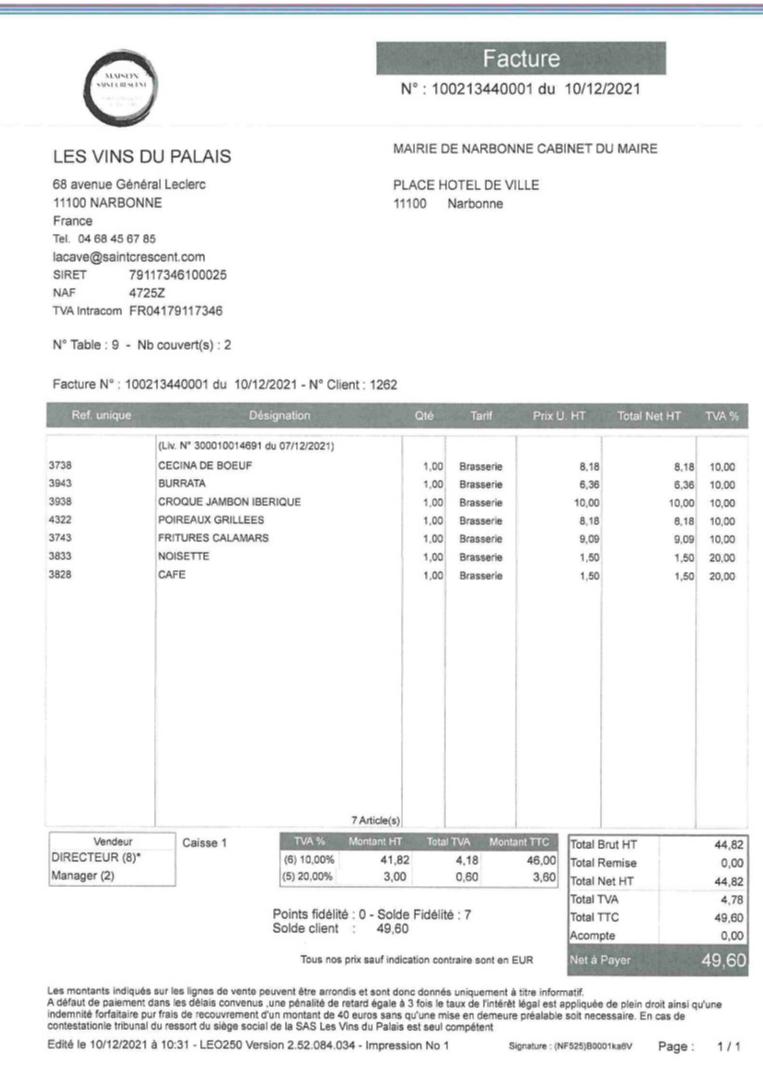 MAISON
SAINT CRESCENT
Facture
N° : 100213440001 du 10/12/2021
LES VINS DU PALAIS
68 avenue Général Leclerc
11100 NARBONNE
France
Tel. 04 68 45 67 85
lacave@saintcrescent.com
SIRET 79117346100025
NAF 4725Z
TVA Intracom FR04179117346
MAIRIE DE NARBONNE CABINET DU MAIRE
PLACE HOTEL DE VILLE
11100 Narbonne
N° Table : 9 - Nb couvert(s) : 2
Facture N° : 100213440001 du 10/12/2021 - N° Client : 1262
Ref. unique Désignation Qté Tarif Prix U. HT Total Net HT TVA %
(Liv. N° 300010014691 du 07/12/2021)
3738 CECINA DE BOEUF 1,00 Brasserie 8,18 8,18 10,00
3943 BURRATA 1,00 Brasserie 6,36 6,36 10,00
3938 CROQUE JAMBON IBERIQUE 1,00 Brasserie 10,00 10,00 10,00
4322 POIREAUX GRILLEES 1,00 Brasserie 8,18 8,18 10,00
3743 FRITURES CALAMARS 1,00 Brasserie 9,09 9,09 10,00
3833 NOISETTE 1,00 Brasserie 1,50 1,50 20,00
3828 CAFE 1,00 Brasserie 1,50 1,50 20,00
7 Article(s)
Vendeur
DIRECTEUR (8)*
Manager (2)
Caisse 1
TVA % Montant HT Total TVA Montant TTC
(6) 10,00% 41,82 4,18 46,00
(5) 20,00% 3,00 0,60 3,60
Points fidélité : 0 - Solde Fidélité : 7
Solde client : 49,60
Tous nos prix sauf indication contraire sont en EUR
Total Brut HT 44,82
Total Remise 0,00
Total Net HT 44,82
Total TVA 4,78
Total TTC 49,60
Acompte 0,00
Net à Payer 49,60
Les montants indiqués sur les lignes de vente peuvent être arrondis et sont donc donnés uniquement à titre informatif.
A défaut de paiement dans les délais convenus ,une pénalité de retard égale à 3 fois le taux de l'intérêt légal est appliquée de plein droit ainsi qu'une
indemnité forfaitaire pur frais de recouvrement d'un montant de 40 euros sans qu'une mise en demeure préalable soit necessaire. En cas de
contestationle tribunal du ressort du siège social de la SAS Les Vins du Palais est seul compétent
Edité le 10/12/2021 à 10:31 - LEO250 Version 2.52.084.034 - Impression No 1
Signature : (NF525)B0001ka6V
Page : 1 / 1